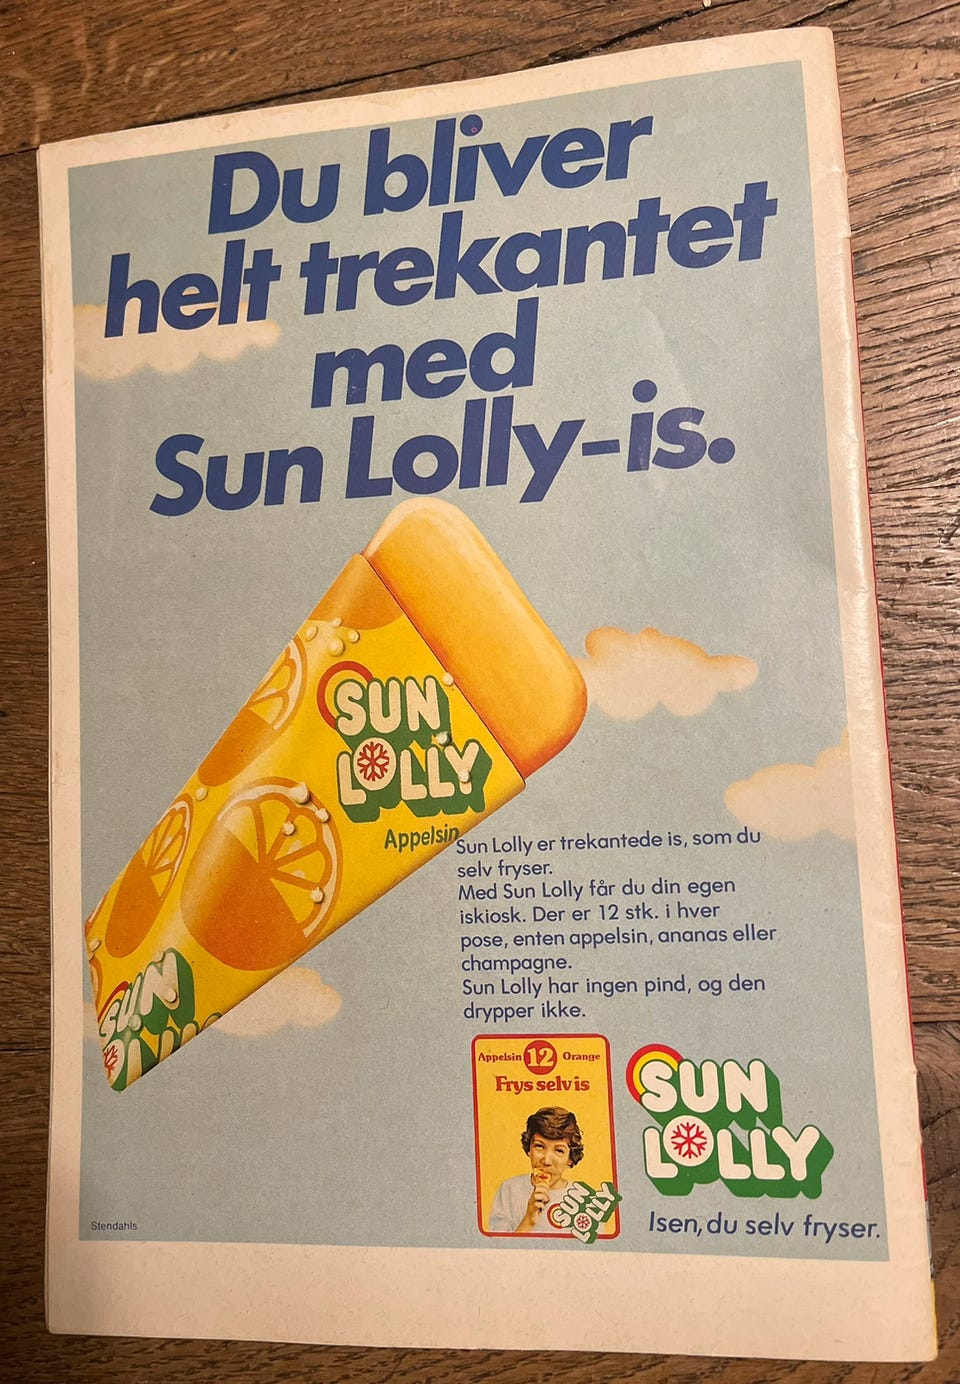 Du bliver
helt trekantet
med
Sun Lolly-is.
SUN
LOLLY
Appelsin
SUN
Sun Lolly er trekantede is, som du
selv fryser.
Med Sun Lolly får du din egen
iskiosk. Der er 12 stk. i hver
pose, enten appelsin, ananas eller
champagne.
Sun Lolly har ingen pind, og den
drypper ikke.
Appelsin 12 Orange
Frys selv is
SUN
LOLLY
SUN
LOLLY
Isen, du selv fryser.
Stendahls